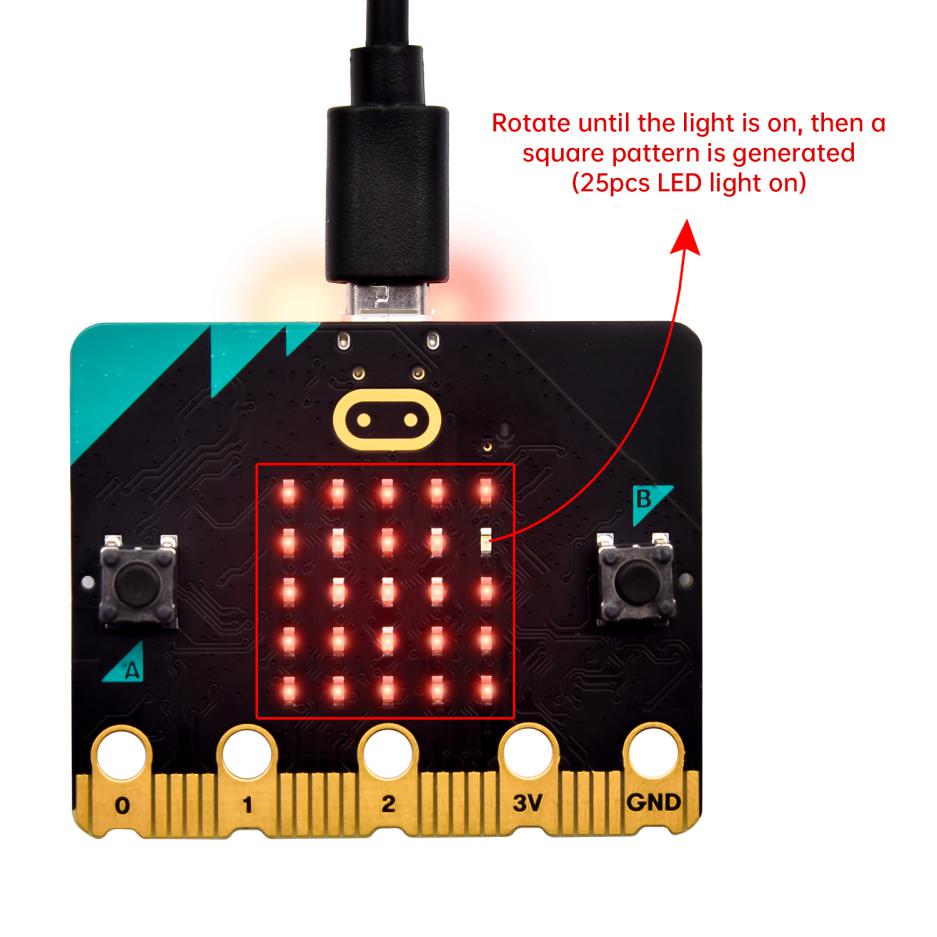 Rotate until the light is on, then a
square pattern is generated
(25pcs LED light on)
B
A
0 1 2 3V GND